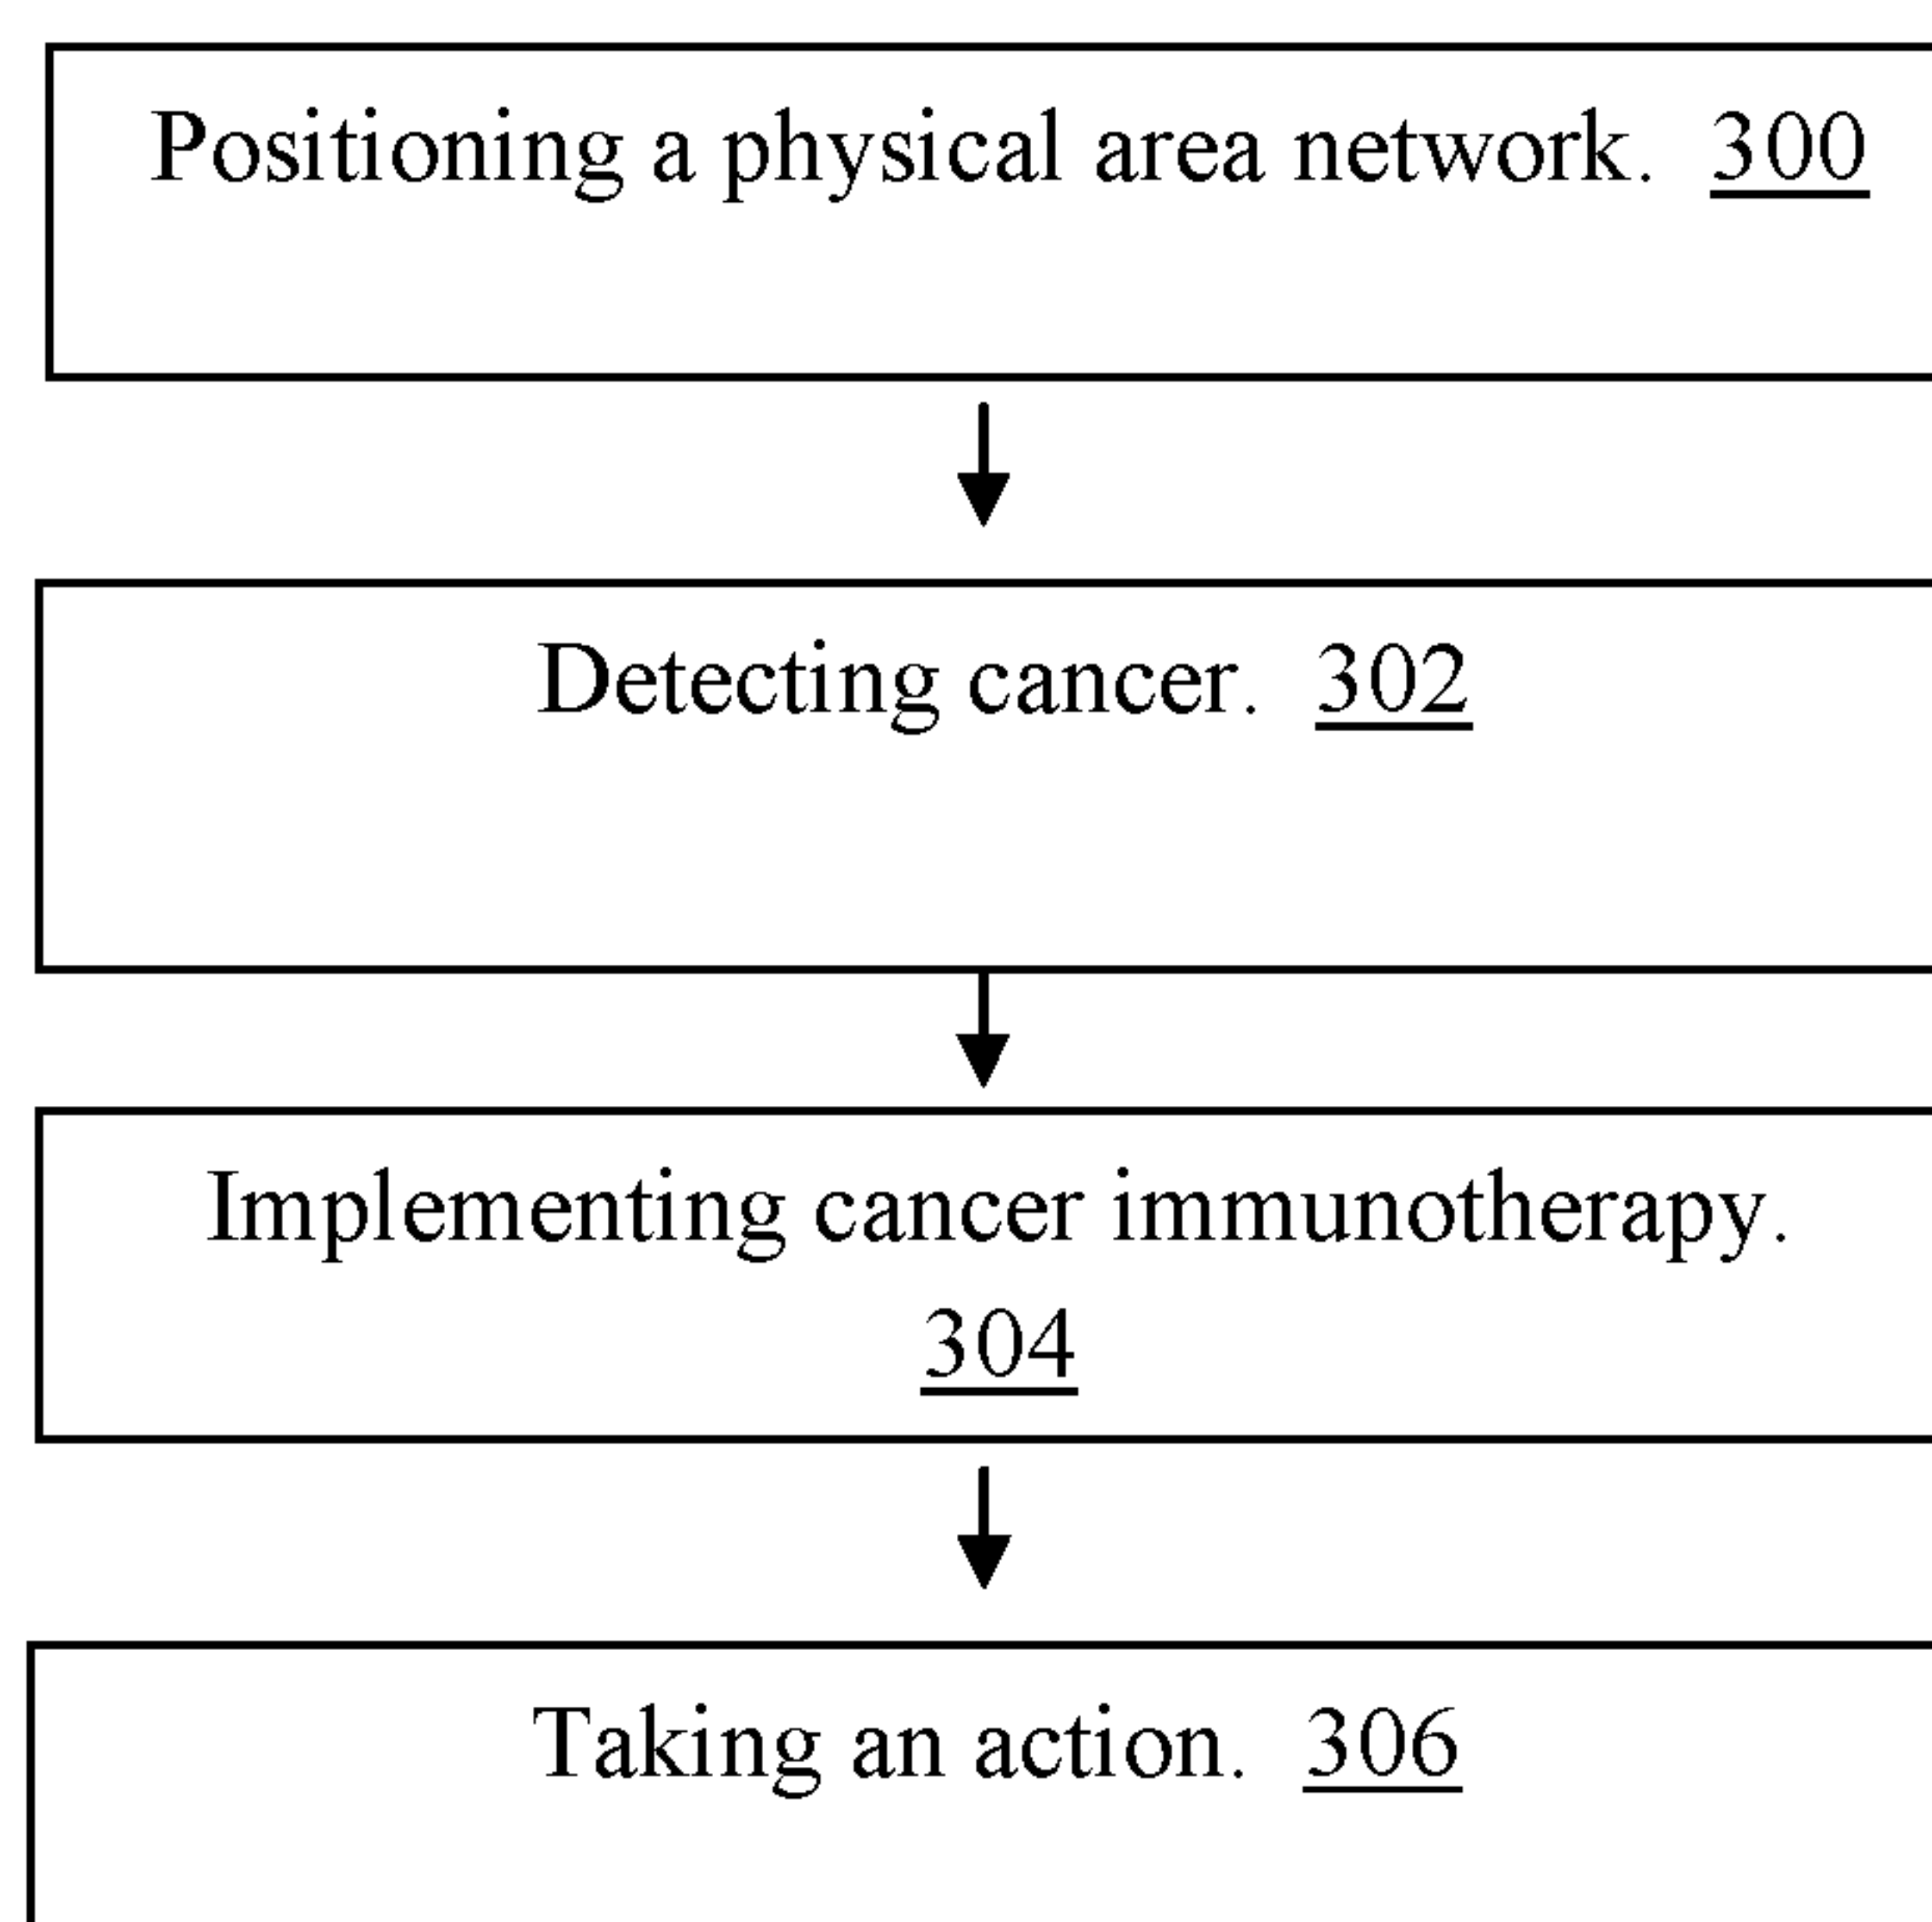 Positioning a physical area network. 300
Detecting cancer. 302
Implementing cancer immunotherapy.
304
Taking an action. 306